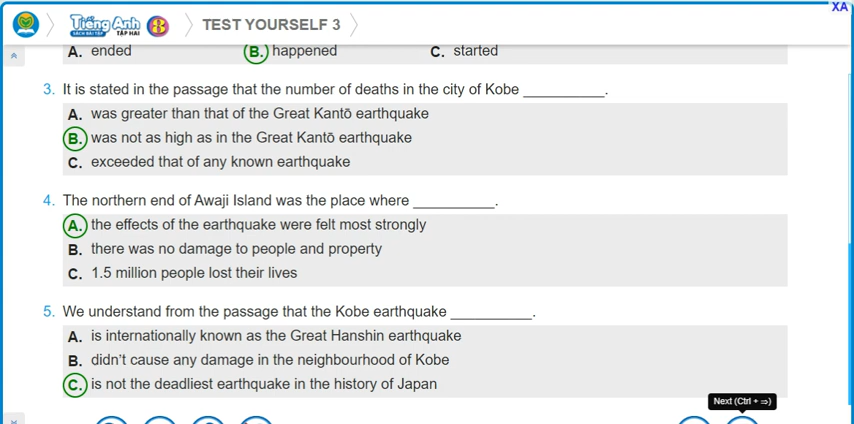 XA
Tiếng Anh 8
SÁCH BÀI TẬP TẬP HAI
TEST YOURSELF 3
A. ended B. happened C. started
3. It is stated in the passage that the number of deaths in the city of Kobe __________.
A. was greater than that of the Great Kantō earthquake
B. was not as high as in the Great Kantō earthquake
C. exceeded that of any known earthquake
4. The northern end of Awaji Island was the place where __________.
A. the effects of the earthquake were felt most strongly
B. there was no damage to people and property
C. 1.5 million people lost their lives
5. We understand from the passage that the Kobe earthquake __________.
A. is internationally known as the Great Hanshin earthquake
B. didn't cause any damage in the neighbourhood of Kobe
C. is not the deadliest earthquake in the history of Japan
Next (Ctrl + ⇒)